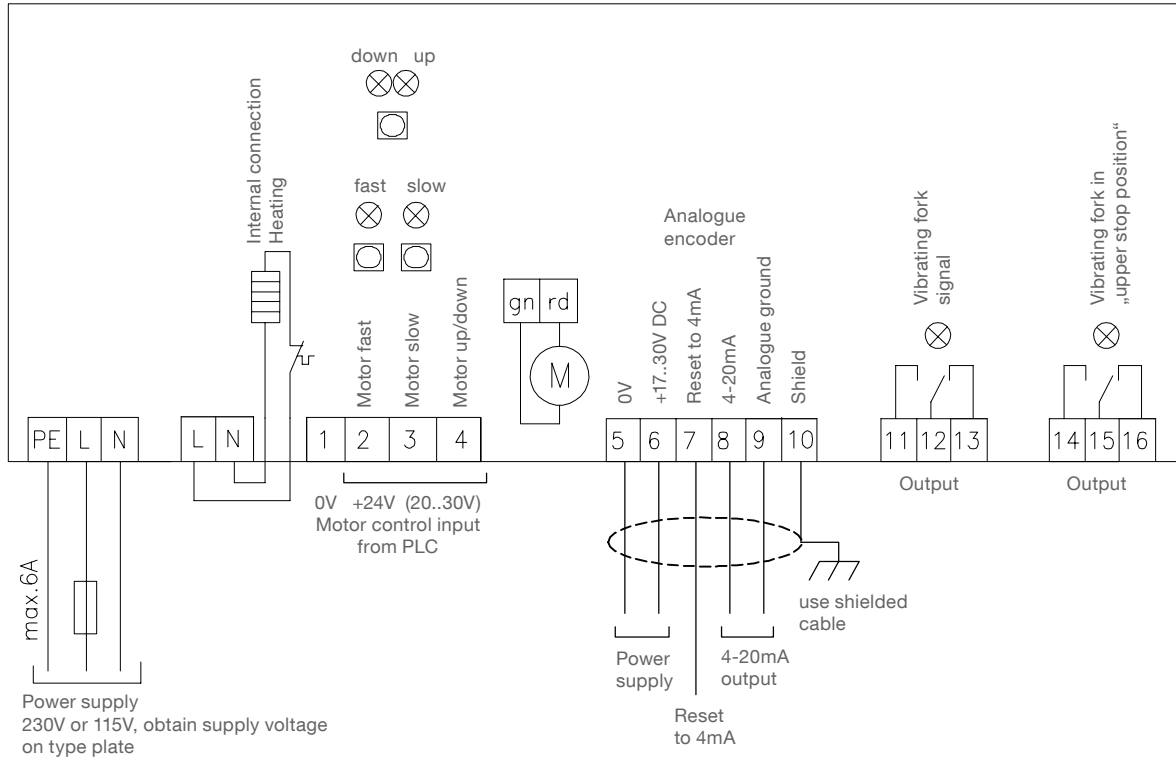 down up
fast slow
Internal connection
Heating
Motor fast
Motor slow
Motor up/down
gn rd
M
Analogue
encoder
0V
+17..30V DC
Reset to 4mA
4-20mA
Analogue ground
Shield
Vibrating fork
signal
Vibrating fork in
„upper stop position“
PE L N
L N
1 2 3 4
5 6 7 8 9 10
11 12 13
14 15 16
0V +24V (20..30V)
Motor control input
from PLC
Output
Output
max.6A
use shielded
cable
Power
supply
4-20mA
output
Reset
to 4mA
Power supply
230V or 115V, obtain supply voltage
on type plate